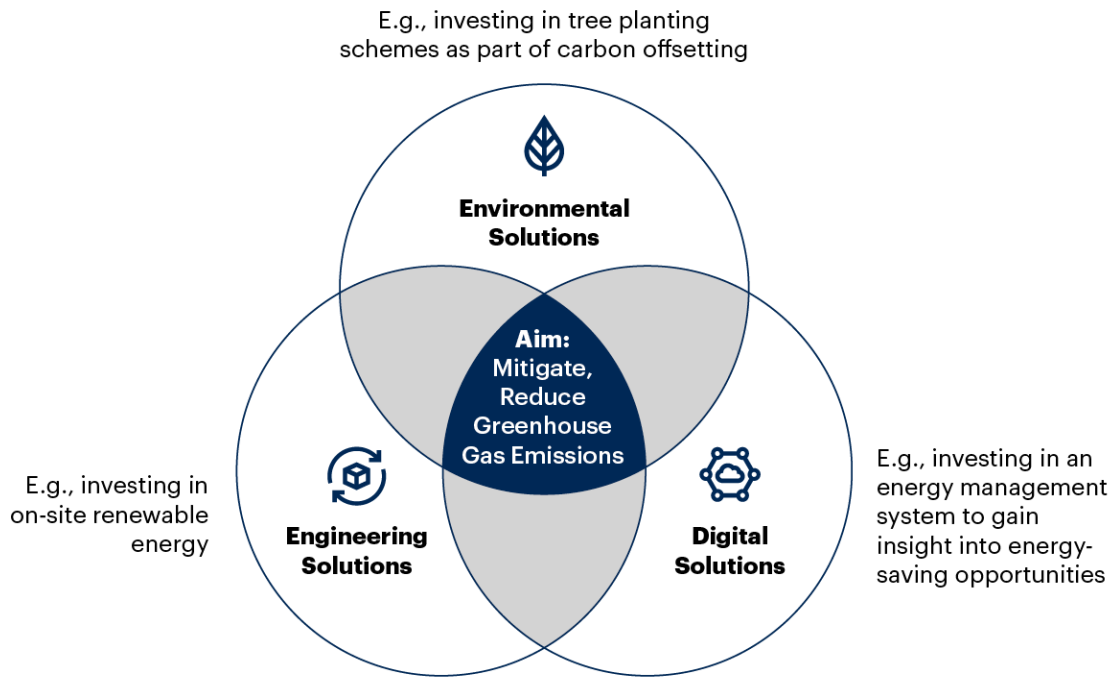 E.g., investing in tree planting
schemes as part of carbon offsetting
Environmental
Solutions
Aim:
Mitigate,
Reduce
Greenhouse
Gas Emissions
E.g., investing in
on-site renewable
energy
Engineering
Solutions
Digital
Solutions
E.g., investing in an
energy management
system to gain
insight into energy-
saving opportunities